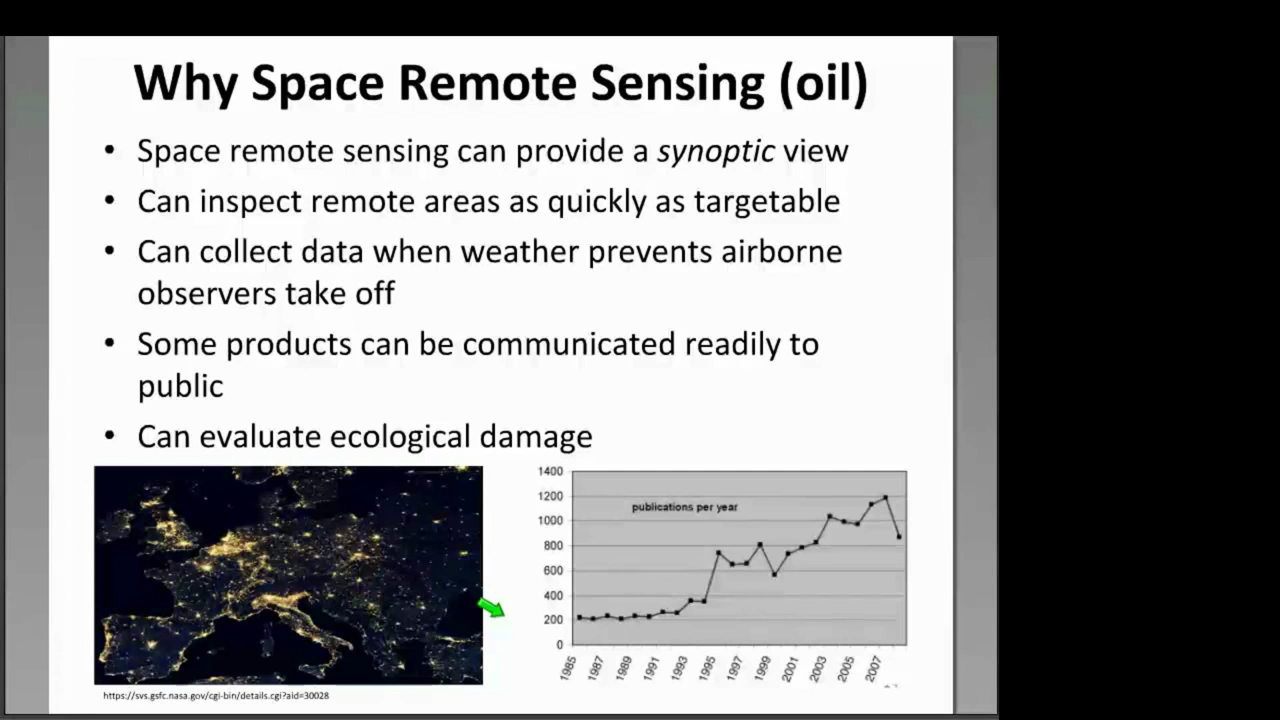 Why Space Remote Sensing (oil)
• Space remote sensing can provide a synoptic view
• Can inspect remote areas as quickly as targetable
• Can collect data when weather prevents airborne
observers take off
• Some products can be communicated readily to
public
• Can evaluate ecological damage
1400
1200
1000
800
600
400
200
0
publications per year
1985
1987
1989
1991
1993
1995
1997
1999
2001
2003
2005
2007
https://svs.gsfc.nasa.gov/cgi-bin/details.cgi?aid=30028